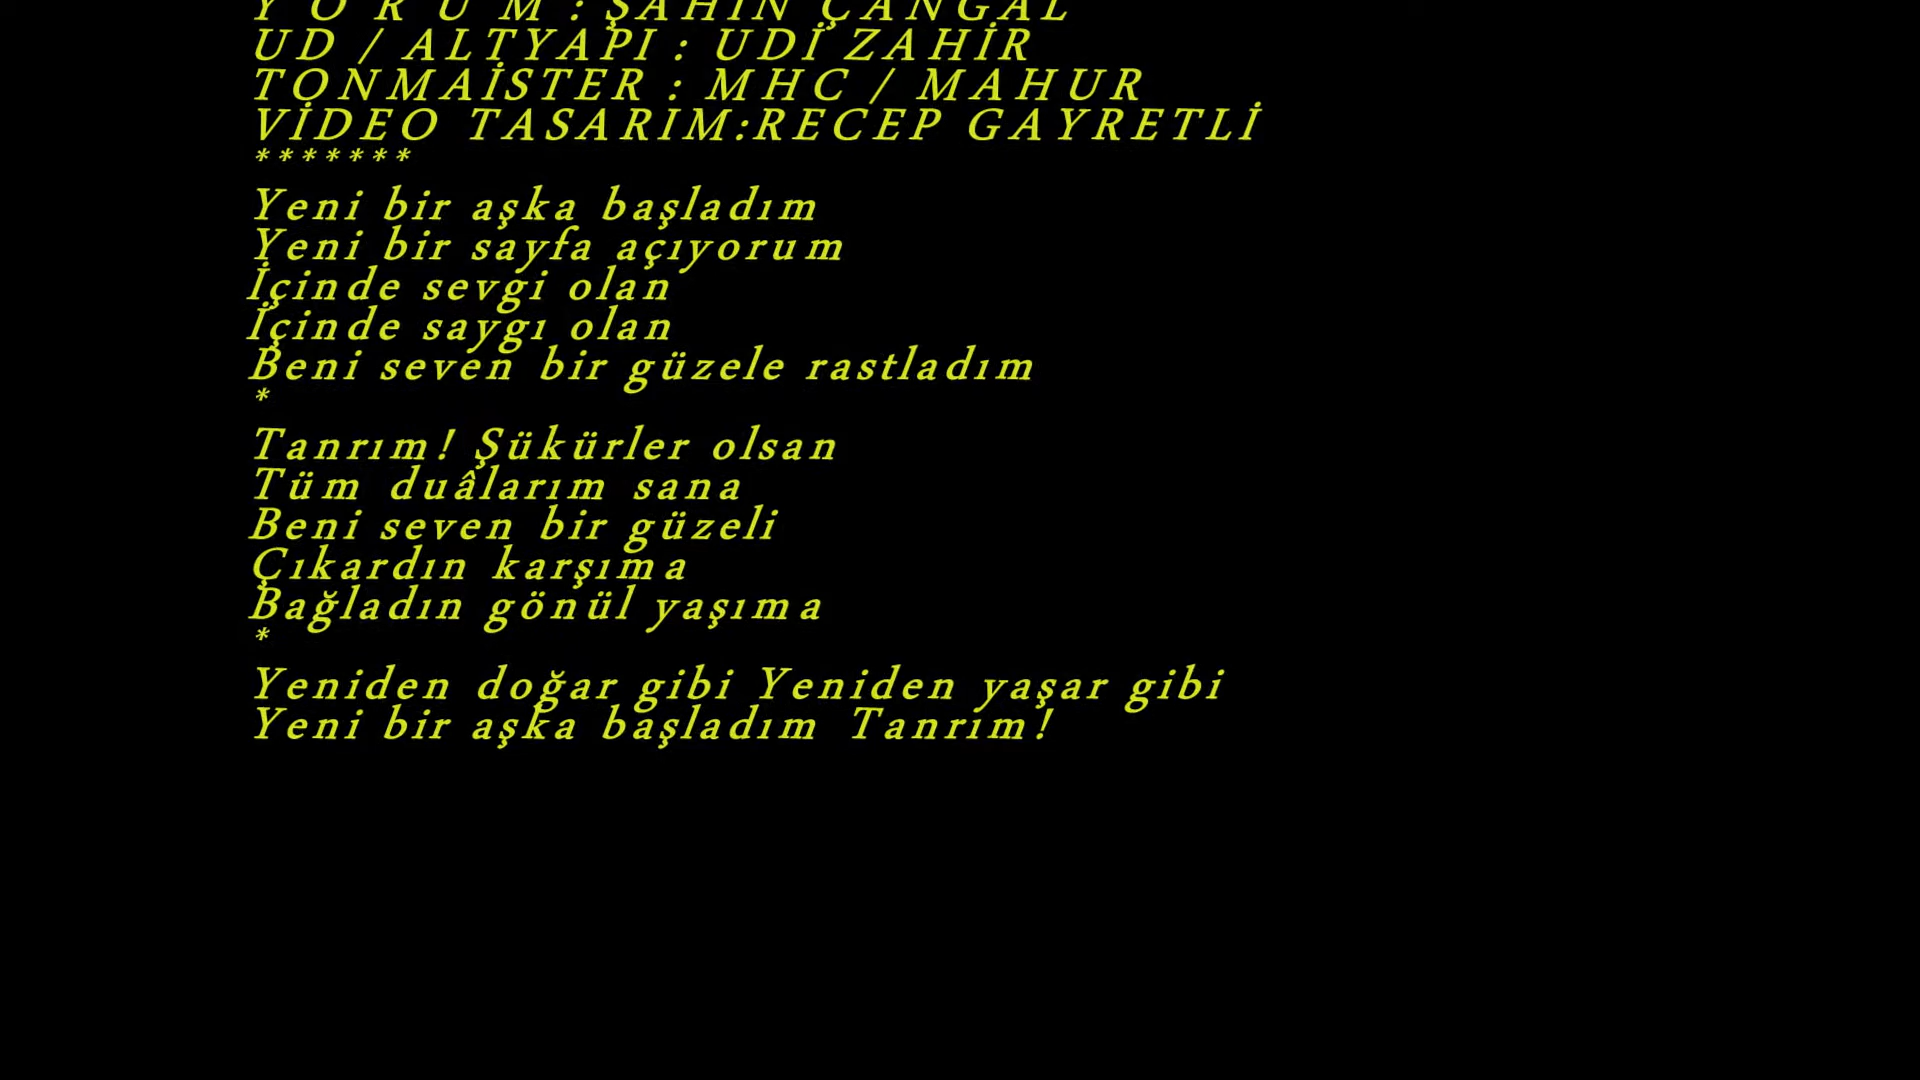 Y O R U M : ŞAHİN ÇANGAL
UD / ALTYAPI : UDİ ZAHİR
TONMAİSTER : MHC / MAHUR
VİDEO TASARIM:RECEP GAYRETLİ
*******
Yeni bir aşka başladım
Yeni bir sayfa açıyorum
İçinde sevgi olan
İçinde saygı olan
Beni seven bir güzele rastladım
*
Tanrım! Şükürler olsan
Tüm duâlarım sana
Beni seven bir güzeli
Çıkardın karşıma
Bağladın gönül yaşıma
*
Yeniden doğar gibi Yeniden yaşar gibi
Yeni bir aşka başladım Tanrım!